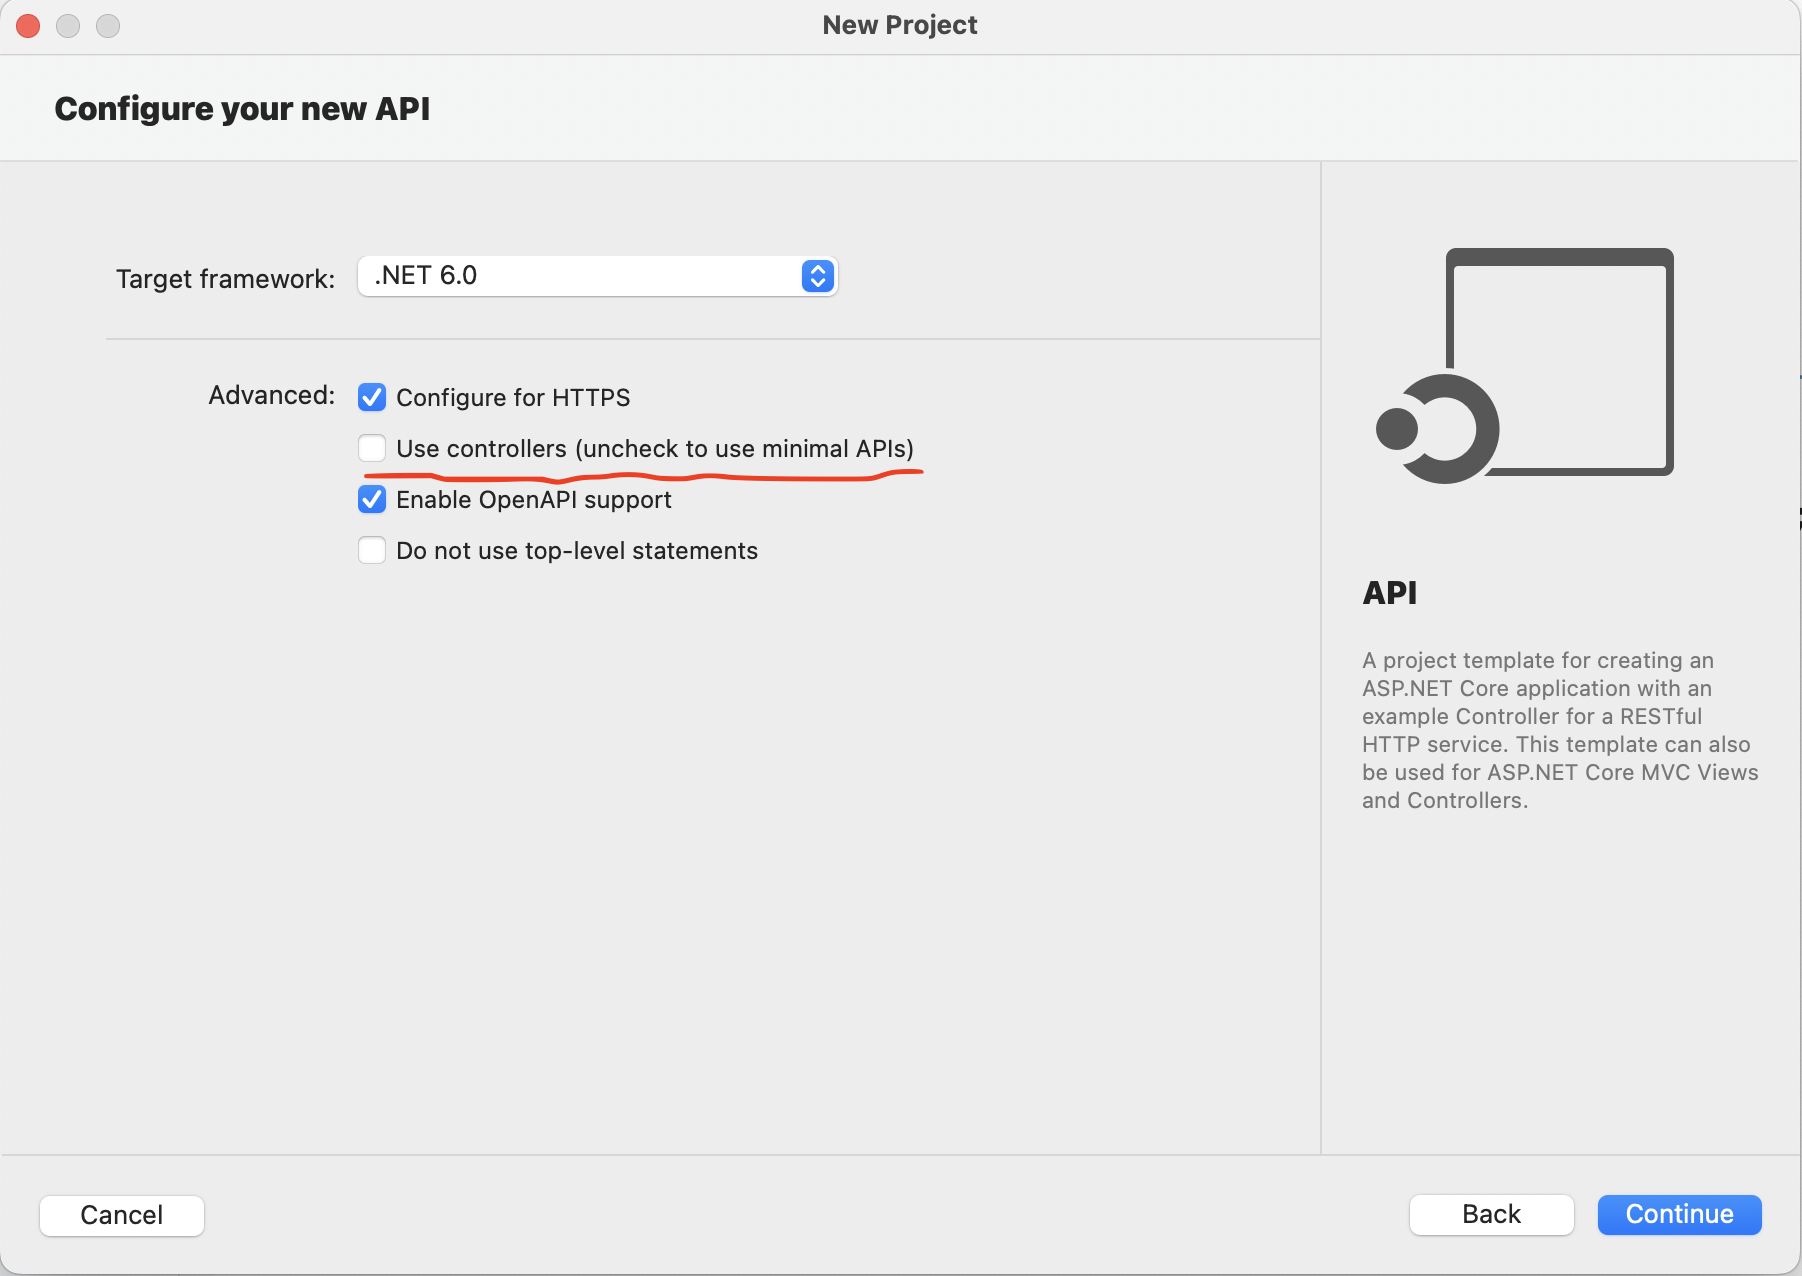 New Project
Configure your new API
Target framework: .NET 6.0
Advanced: Configure for HTTPS
Use controllers (uncheck to use minimal APIs)
Enable OpenAPI support
Do not use top-level statements
API
A project template for creating an
ASP.NET Core application with an
example Controller for a RESTful
HTTP service. This template can also
be used for ASP.NET Core MVC Views
and Controllers.
Cancel Back Continue